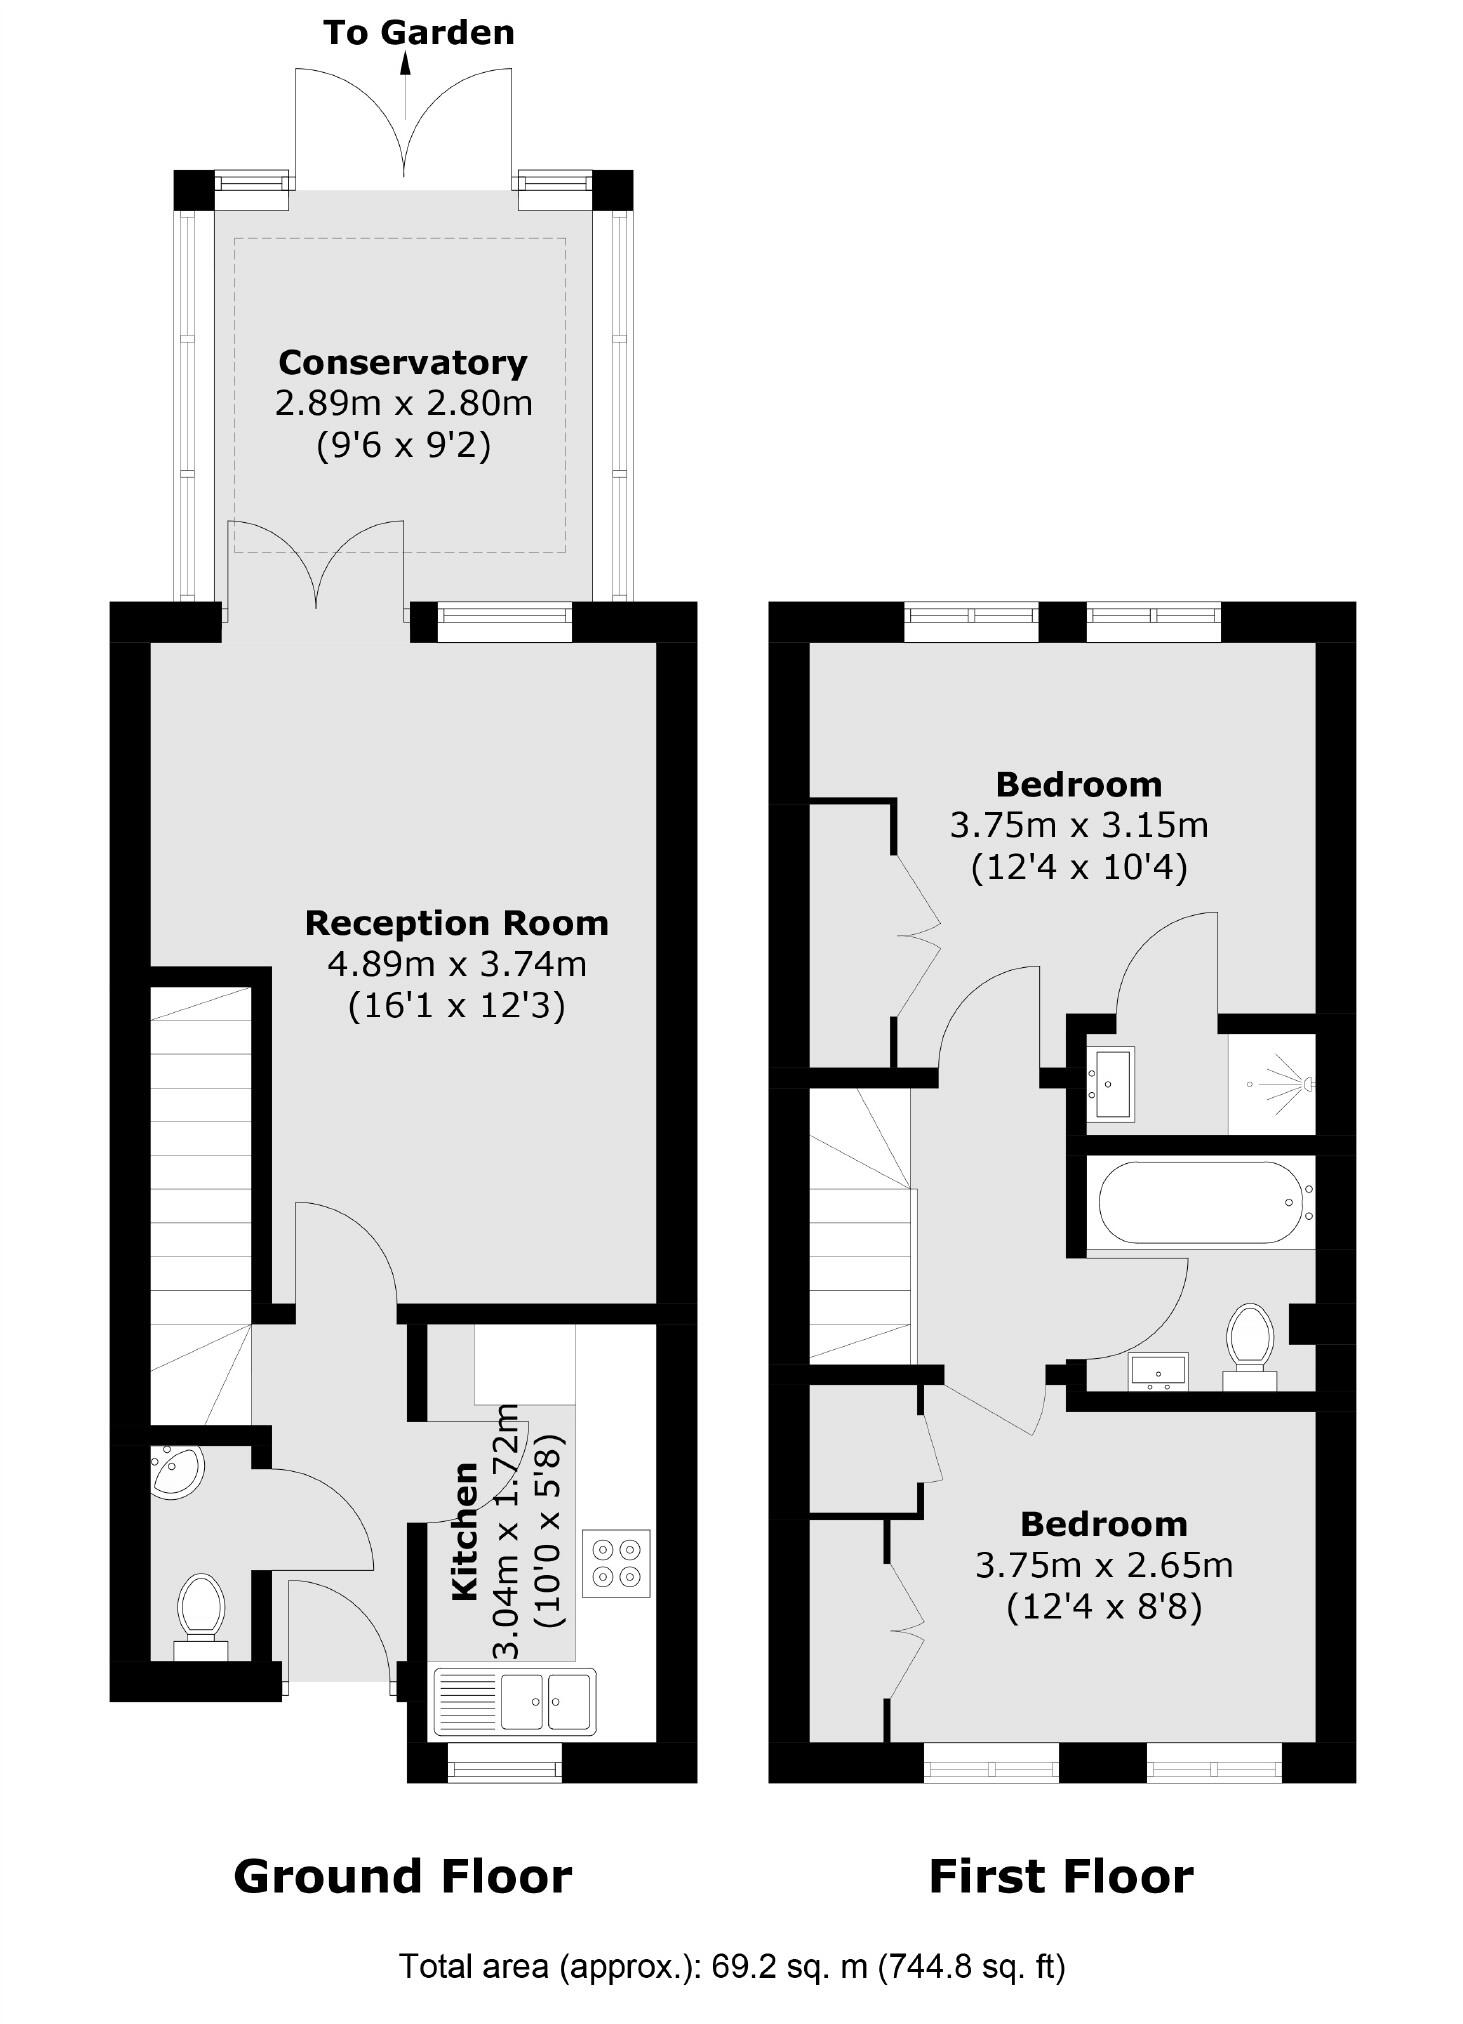 To Garden
Conservatory
2.89m x 2.80m
(9'6 x 9'2)
Reception Room
4.89m x 3.74m
(16'1 x 12'3)
Kitchen
3.04m x 1.72m
(10'0 x 5'8)
Bedroom
3.75m x 3.15m
(12'4 x 10'4)
Bedroom
3.75m x 2.65m
(12'4 x 8'8)
Ground Floor
First Floor
Total area (approx.): 69.2 sq. m (744.8 sq. ft)